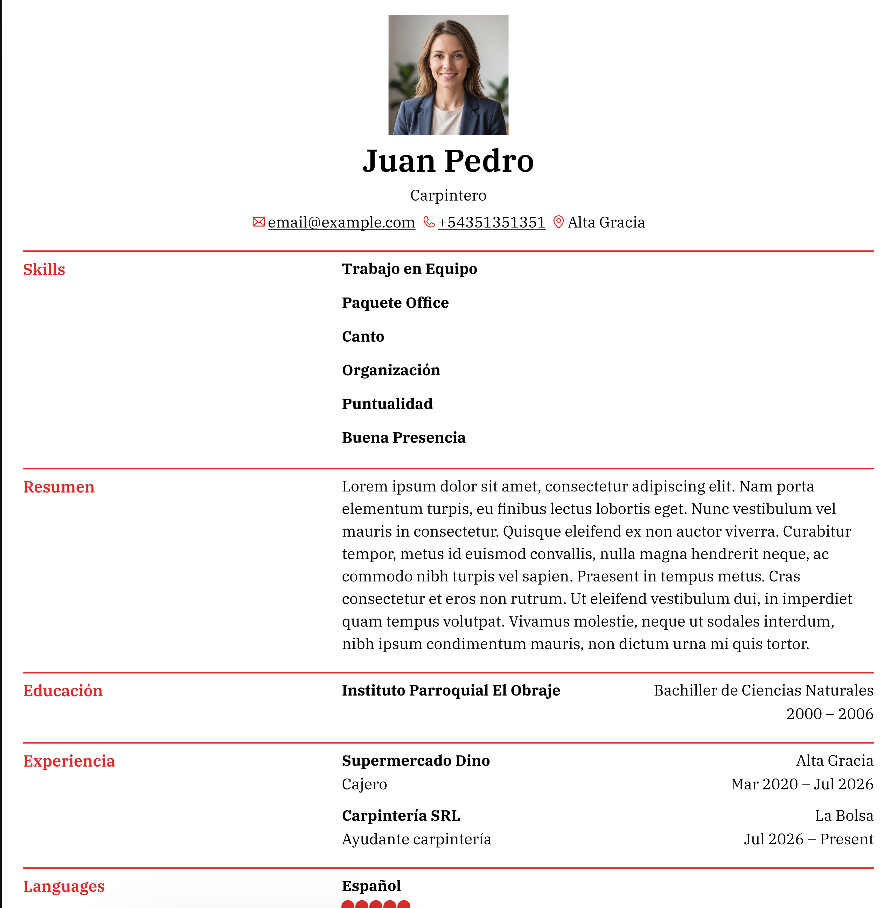 Juan Pedro
Carpintero
email@example.com +54351351351 Alta Gracia
Skills
Trabajo en Equipo
Paquete Office
Canto
Organización
Puntualidad
Buena Presencia
Resumen
Lorem ipsum dolor sit amet, consectetur adipiscing elit. Nam porta
elementum turpis, eu finibus lectus lobortis eget. Nunc vestibulum vel
mauris in consectetur. Quisque eleifend ex non auctor viverra. Curabitur
tempor, metus id euismod convallis, nulla magna hendrerit neque, ac
commodo nibh turpis vel sapien. Praesent in tempus metus. Cras
consectetur et eros non rutrum. Ut eleifend vestibulum dui, in imperdiet
quam tempus volutpat. Vivamus molestie, neque ut sodales interdum,
nibh ipsum condimentum mauris, non dictum urna mi quis tortor.
Educación
Instituto Parroquial El Obraje Bachiller de Ciencias Naturales
2000 – 2006
Experiencia
Supermercado Dino Alta Gracia
Cajero Mar 2020 – Jul 2026
Carpintería SRL La Bolsa
Ayudante carpintería Jul 2026 – Present
Languages
Español